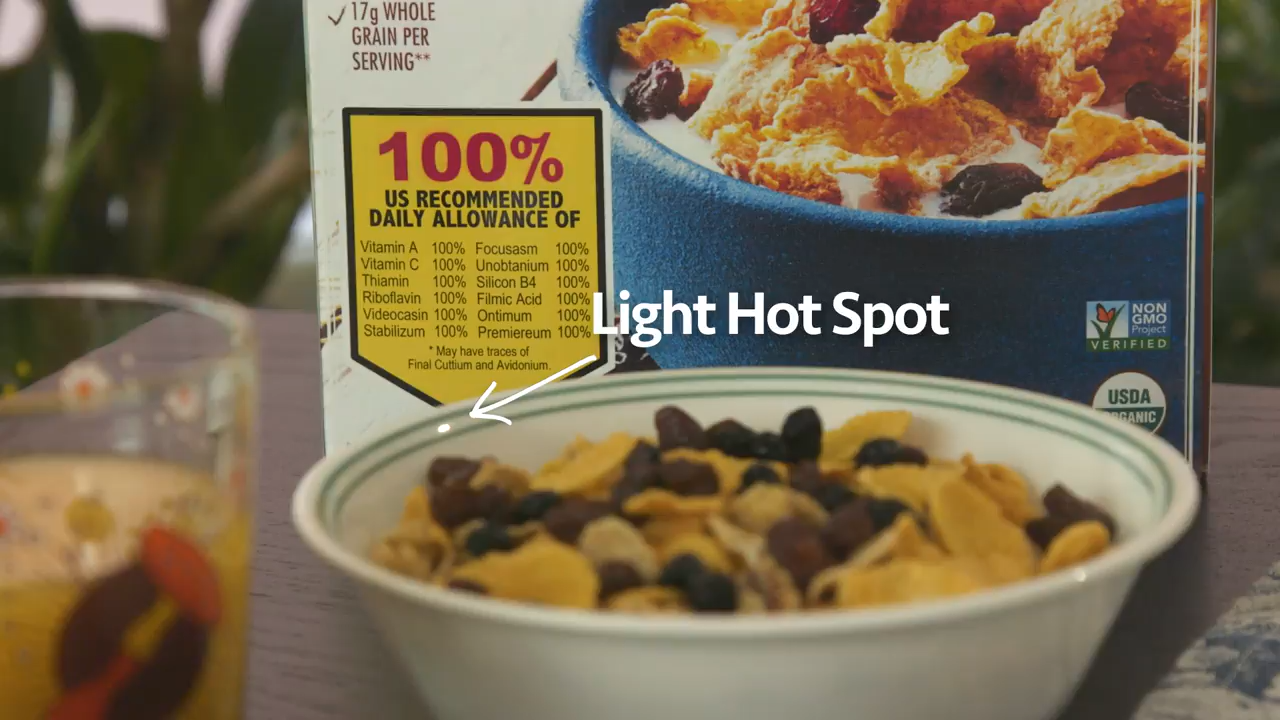 ✓ 17g WHOLE
GRAIN PER
SERVING**
100%
US RECOMMENDED
DAILY ALLOWANCE OF
Vitamin A 100% Focusasm 100%
Vitamin C 100% Unobtanium 100%
Thiamin 100% Silicon B4 100%
Riboflavin 100% Filmic Acid 100%
Videocasin 100% Ontimum 100%
Stabilizum 100% Premiereum 100%
* May have traces of
Final Cuttium and Avidonium.
Light Hot Spot
NON
GMO
Project
VERIFIED
USDA
ORGANIC